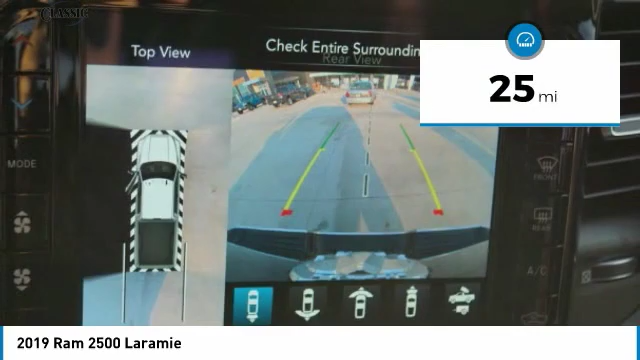 CLASSIC
Top View
Check Entire Surroundin
Rear View
25 mi
MODE
FRONT
REAR
A/C
2019 Ram 2500 Laramie